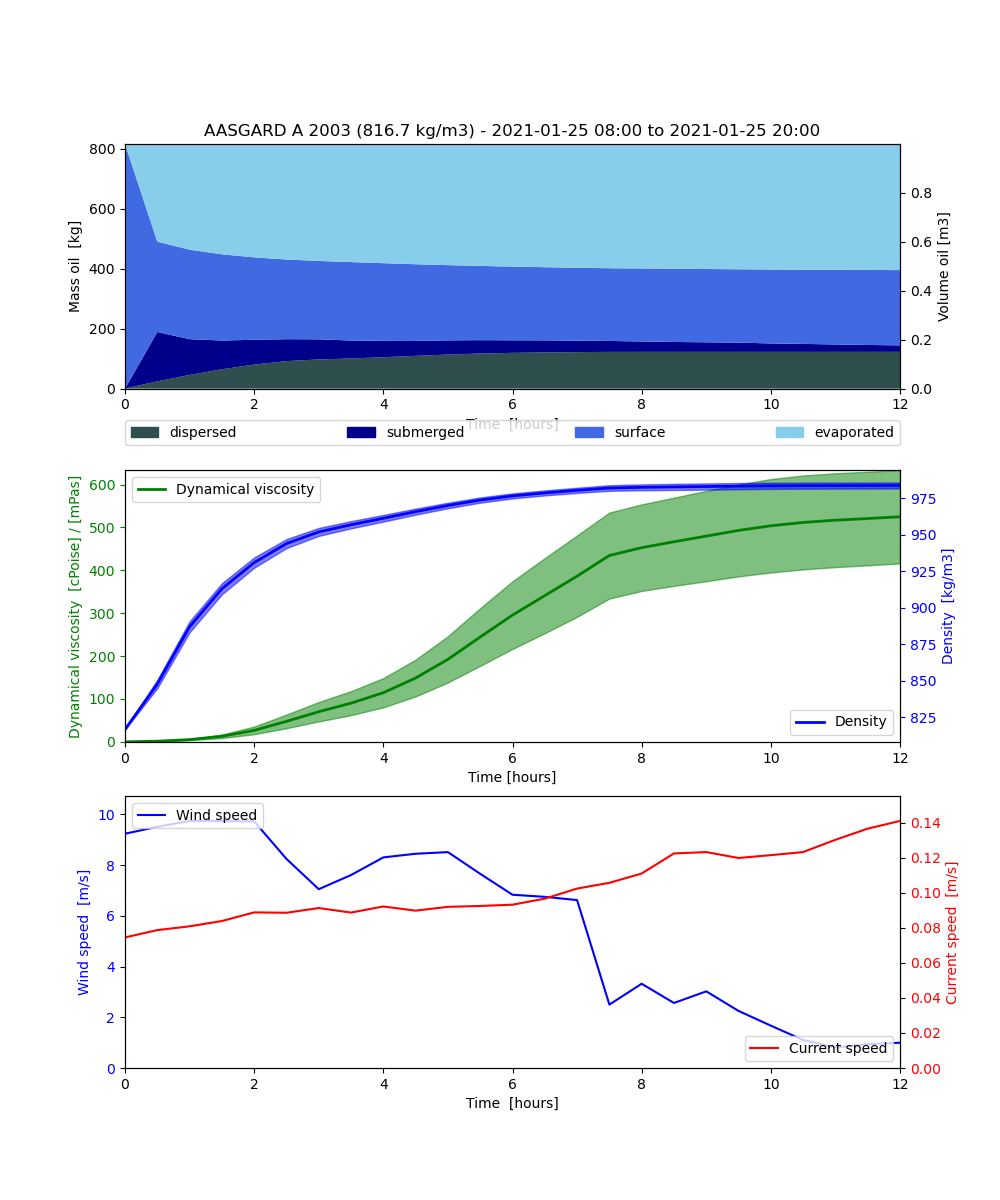 AASGARD A 2003 (816.7 kg/m3) - 2021-01-25 08:00 to 2021-01-25 20:00
800
600
400
200
0
Mass oil [kg]
0.8
0.6
0.4
0.2
0.0
Volume oil [m3]
0 2 4 6 8 10 12
Time [hours]
dispersed submerged surface evaporated
Dynamical viscosity
600
500
400
300
200
100
0
Dynamical viscosity [cPoise] / [mPas]
975
950
925
900
875
850
825
Density [kg/m3]
Density
0 2 4 6 8 10 12
Time [hours]
Wind speed
10
8
6
4
2
0
Wind speed [m/s]
0.14
0.12
0.10
0.08
0.06
0.04
0.02
0.00
Current speed [m/s]
Current speed
0 2 4 6 8 10 12
Time [hours]